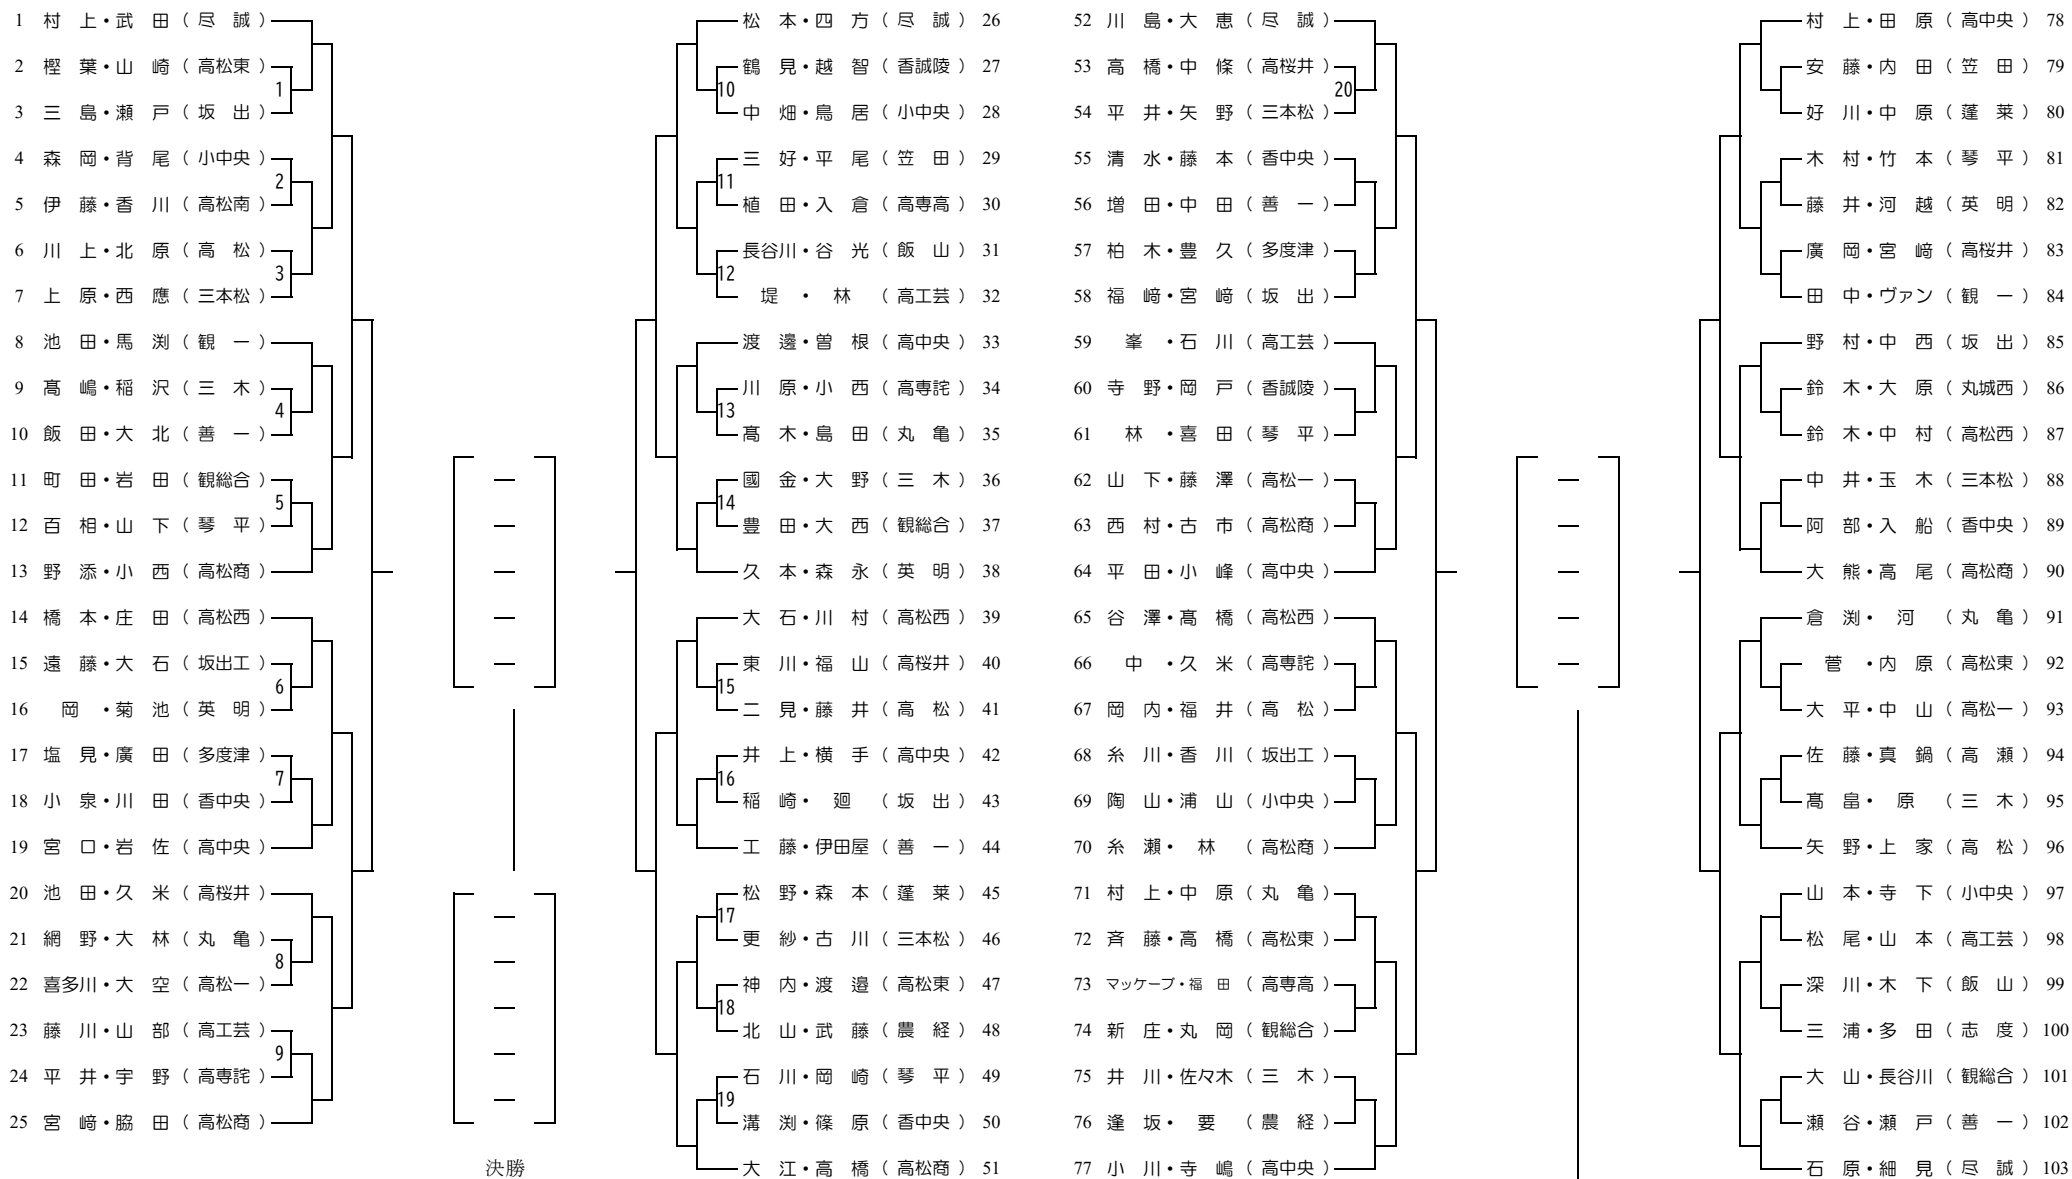 1 村上・武田(尽誠)
2 樫葉・山崎(高松東)
1
3 三島・瀬戸(坂出)
4 森岡・背尾(小中央)
2
5 伊藤・香川(高松南)
6 川上・北原(高松)
3
7 上原・西應(三本松)
8 池田・馬渕(観一)
9 髙嶋・稲沢(三木)
4
10 飯田・大北(善一)
11 町田・岩田(観総合)
5
12 百相・山下(琴平)
13 野添・小西(高松商)
14 橋本・庄田(高松西)
15 遠藤・大石(坂出工)
6
16 岡・菊池(英明)
17 塩見・廣田(多度津)
7
18 小泉・川田(香中央)
19 宮口・岩佐(高中央)
20 池田・久米(高桜井)
21 網野・大林(丸亀)
8
22 喜多川・大空(高松一)
23 藤川・山部(高工芸)
9
24 平井・宇野(高専詫)
25 宮﨑・脇田(高松商)
決勝
松本・四方(尽誠) 26
鶴見・越智(香誠陵) 27
10
中畑・鳥居(小中央) 28
三好・平尾(笠田) 29
11
植田・入倉(高専高) 30
長谷川・谷光(飯山) 31
12
堤・林(高工芸) 32
渡邊・曽根(高中央) 33
川原・小西(高専詫) 34
13
髙木・島田(丸亀) 35
國金・大野(三木) 36
14
豊田・大西(観総合) 37
久本・森永(英明) 38
大石・川村(高松西) 39
東川・福山(高桜井) 40
15
二見・藤井(高松) 41
井上・横手(高中央) 42
16
稲崎・廻(坂出) 43
工藤・伊田屋(善一) 44
松野・森本(蓬莱) 45
17
更紗・古川(三本松) 46
神内・渡邉(高松東) 47
18
北山・武藤(農経) 48
石川・岡崎(琴平) 49
19
溝渕・篠原(香中央) 50
大江・高橋(高松商) 51
52 川島・大恵(尽誠)
53 高橋・中條(高桜井)
20
54 平井・矢野(三本松)
55 清水・藤本(香中央)
56 増田・中田(善一)
57 柏木・豊久(多度津)
58 福﨑・宮﨑(坂出)
59 峯・石川(高工芸)
60 寺野・岡戸(香誠陵)
61 林・喜田(琴平)
62 山下・藤澤(高松一)
63 西村・古市(高松商)
64 平田・小峰(高中央)
65 谷澤・髙橋(高松西)
66 中・久米(高専詫)
67 岡内・福井(高松)
68 糸川・香川(坂出工)
69 陶山・浦山(小中央)
70 糸瀬・林(高松商)
71 村上・中原(丸亀)
72 斉藤・高橋(高松東)
73 マッケーブ・福田(高専高)
74 新庄・丸岡(観総合)
75 井川・佐々木(三木)
76 逢坂・要(農経)
77 小川・寺嶋(高中央)
村上・田原(高中央) 78
安藤・内田(笠田) 79
好川・中原(蓬莱) 80
木村・竹本(琴平) 81
藤井・河越(英明) 82
廣岡・宮﨑(高桜井) 83
田中・ヴァン(観一) 84
野村・中西(坂出) 85
鈴木・大原(丸城西) 86
鈴木・中村(高松西) 87
中井・玉木(三本松) 88
阿部・入船(香中央) 89
大熊・高尾(高松商) 90
倉渕・河(丸亀) 91
菅・内原(高松東) 92
大平・中山(高松一) 93
佐藤・真鍋(高瀬) 94
髙畠・原(三木) 95
矢野・上家(高松) 96
山本・寺下(小中央) 97
松尾・山本(高工芸) 98
深川・木下(飯山) 99
三浦・多田(志度) 100
大山・長谷川(観総合) 101
瀬谷・瀬戸(善一) 102
石原・細見(尽誠) 103